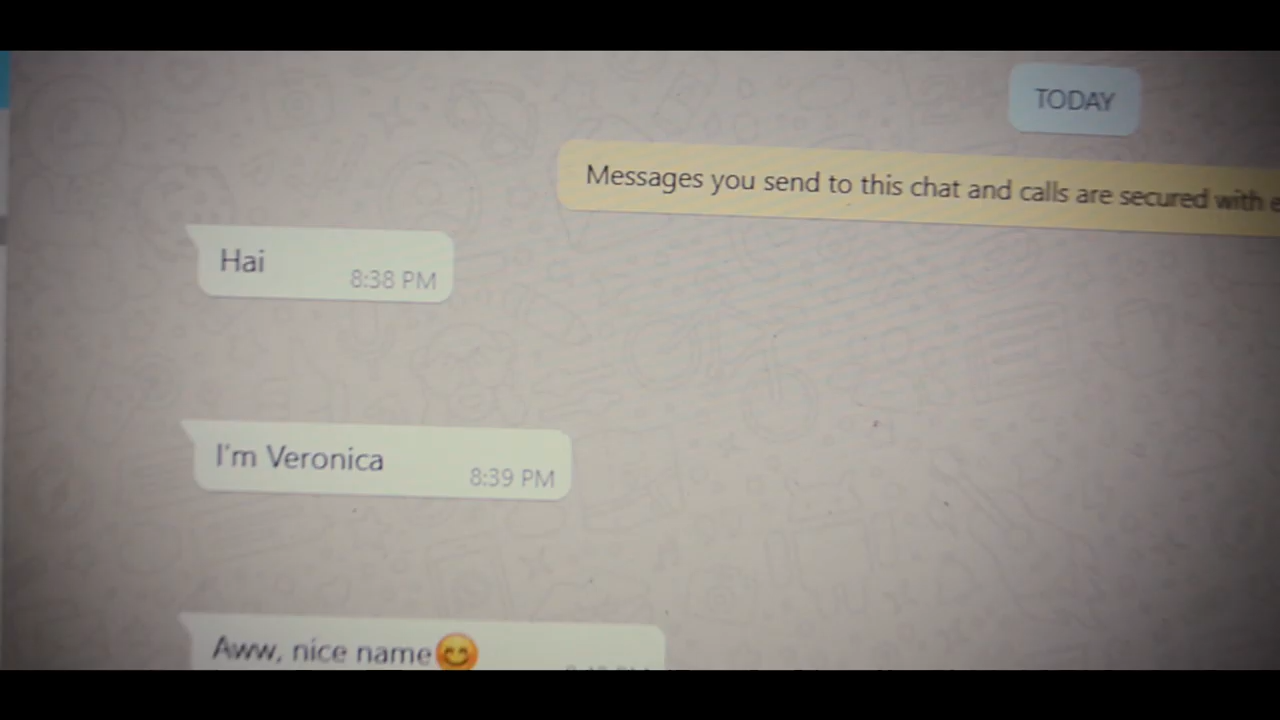 TODAY
Messages you send to this chat and calls are secured with
Hai
8:38 PM
I'm Veronica
8:39 PM
Aww, nice name😊